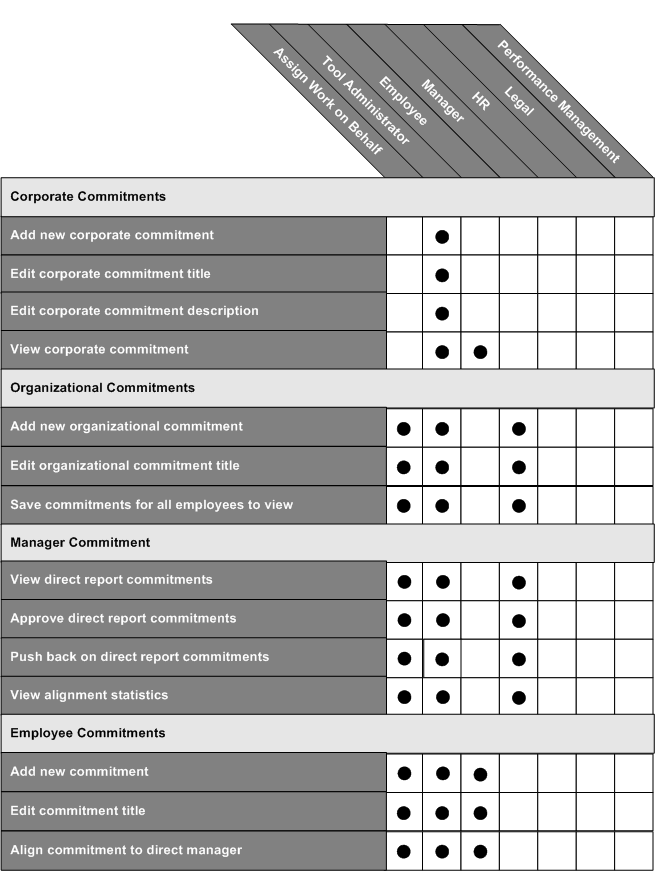 Assign Work on Behalf
Tool Administrator
Employee
Manager
HR
Legal
Performance Management
Corporate Commitments
Add new corporate commitment
Edit corporate commitment title
Edit corporate commitment description
View corporate commitment
Organizational Commitments
Add new organizational commitment
Edit organizational commitment title
Save commitments for all employees to view
Manager Commitment
View direct report commitments
Approve direct report commitments
Push back on direct report commitments
View alignment statistics
Employee Commitments
Add new commitment
Edit commitment title
Align commitment to direct manager